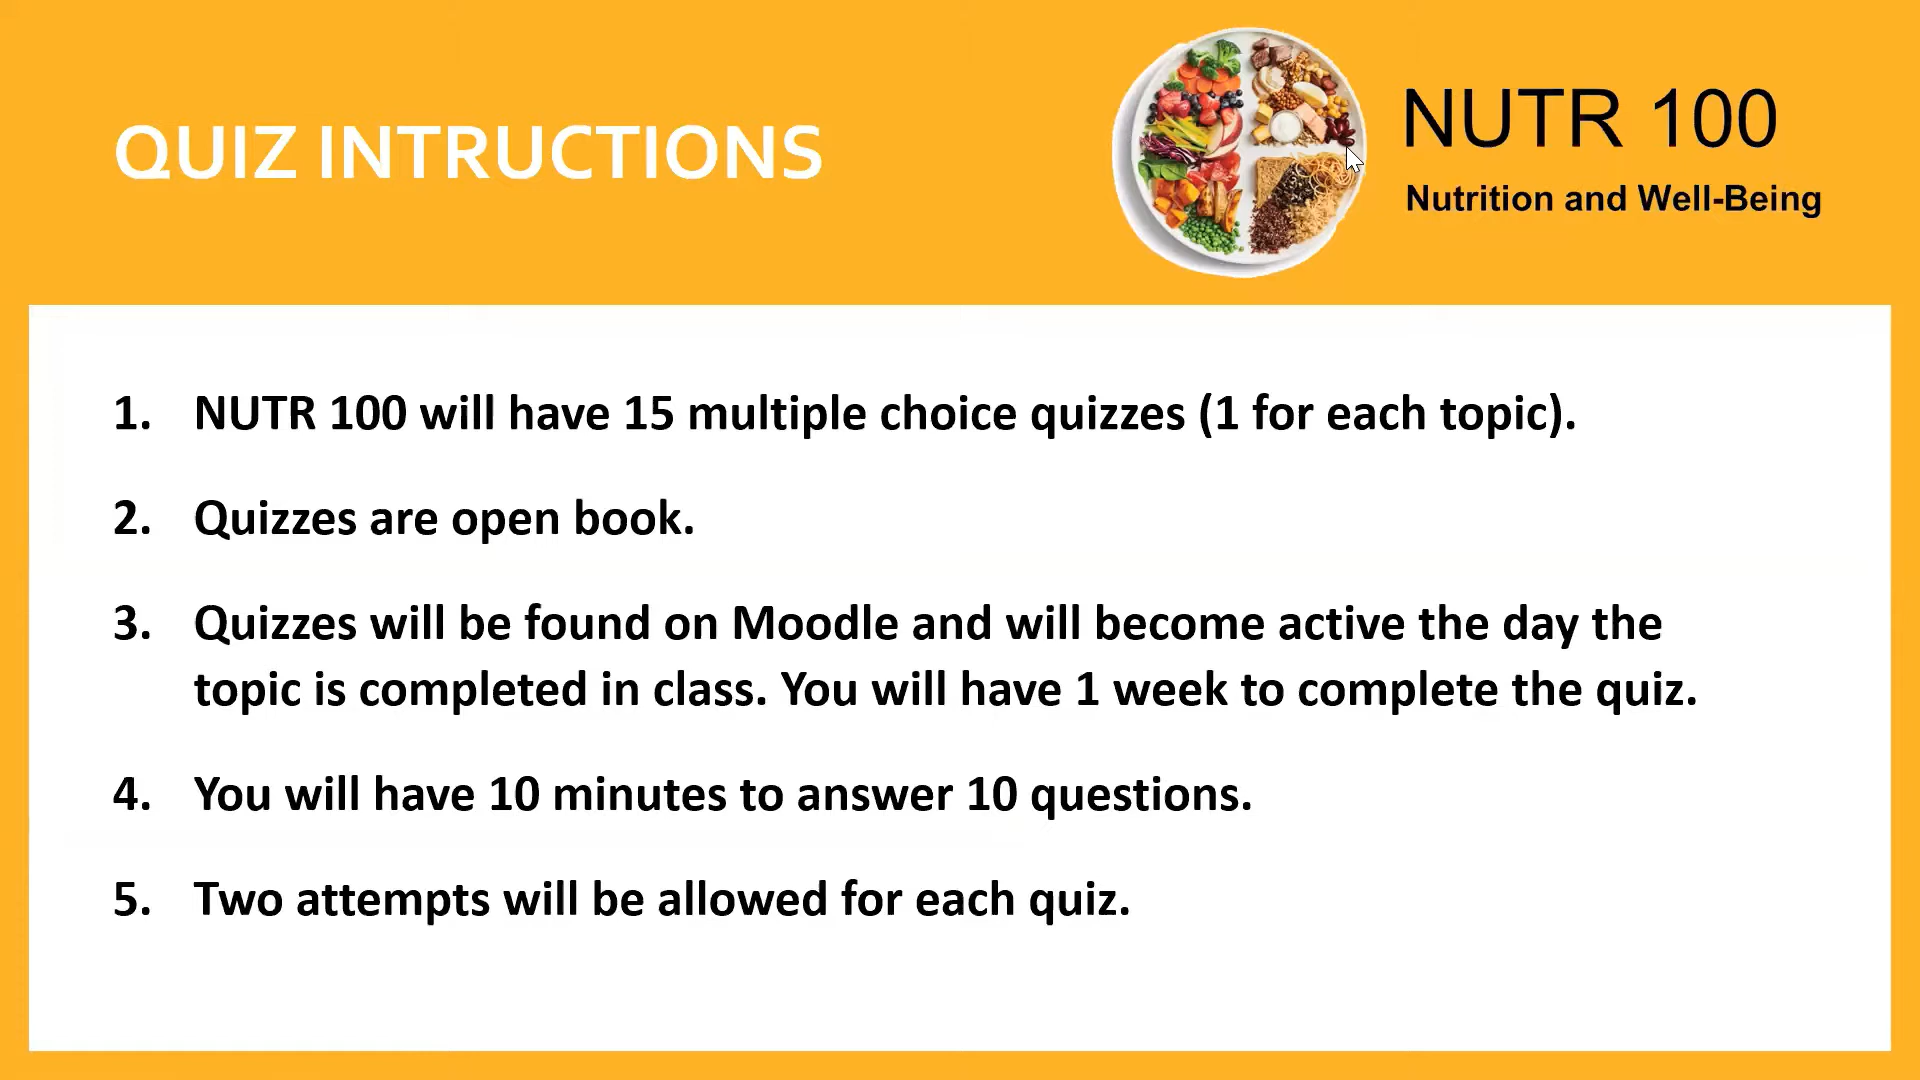 QUIZ INTRUCTIONS
NUTR 100
Nutrition and Well-Being
1. NUTR 100 will have 15 multiple choice quizzes (1 for each topic).
2. Quizzes are open book.
3. Quizzes will be found on Moodle and will become active the day the
topic is completed in class. You will have 1 week to complete the quiz.
4. You will have 10 minutes to answer 10 questions.
5. Two attempts will be allowed for each quiz.